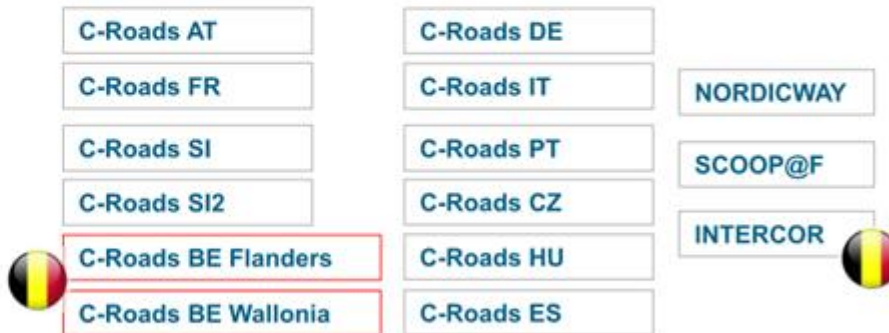 C-Roads AT
C-Roads FR
C-Roads SI
C-Roads SI2
C-Roads BE Flanders
C-Roads BE Wallonia
C-Roads DE
C-Roads IT
C-Roads PT
C-Roads CZ
C-Roads HU
C-Roads ES
NORDICWAY
SCOOP@F
INTERCOR